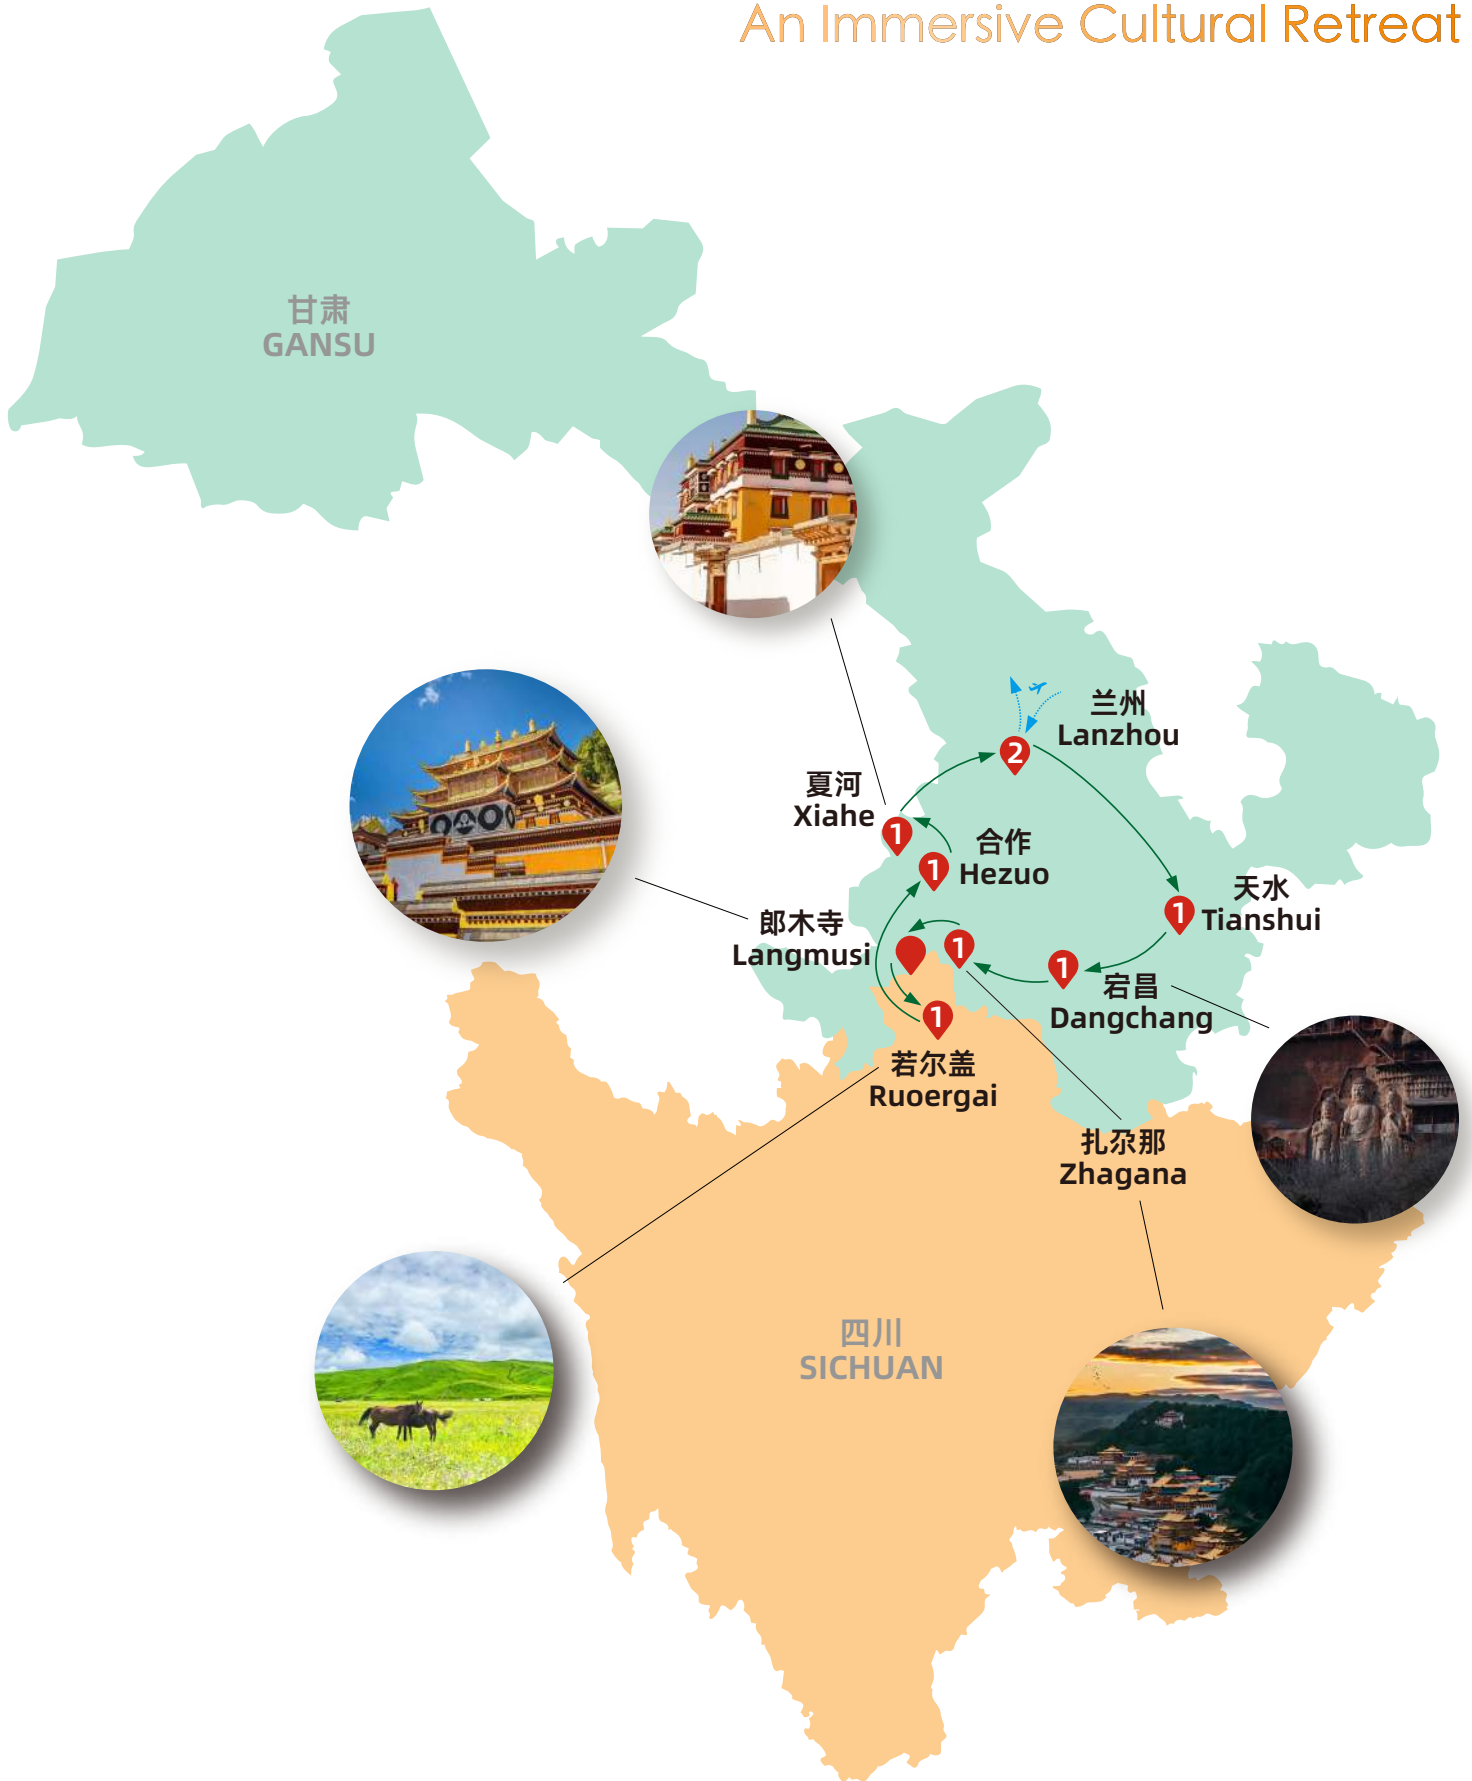 An Immersive Cultural Retreat
甘肃
GANSU
兰州
Lanzhou
2
夏河
Xiahe
1
合作
Hezuo
1
天水
Tianshui
1
郎木寺
Langmusi
1
1
宕昌
Dangchang
1
若尔盖
Ruoergai
扎尕那
Zhagana
四川
SICHUAN